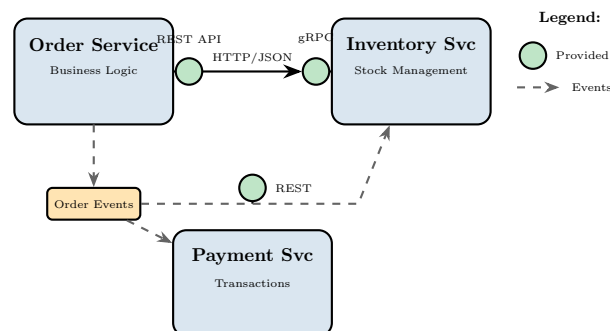 Legend:
REST API
gRPC
Order Service
Inventory Svc
HTTP/JSON
Provided
Business Logic
Stock Management
Events
Order Events
REST
Payment Svc
Transactions